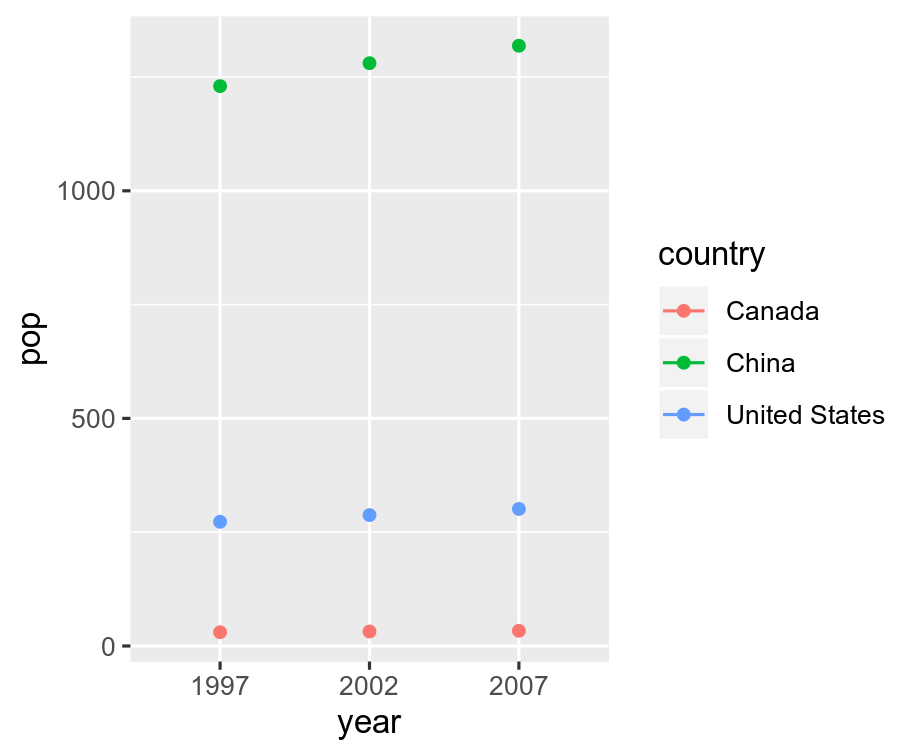 pop
1000
500
0
1997 2002 2007
year
country
Canada
China
United States